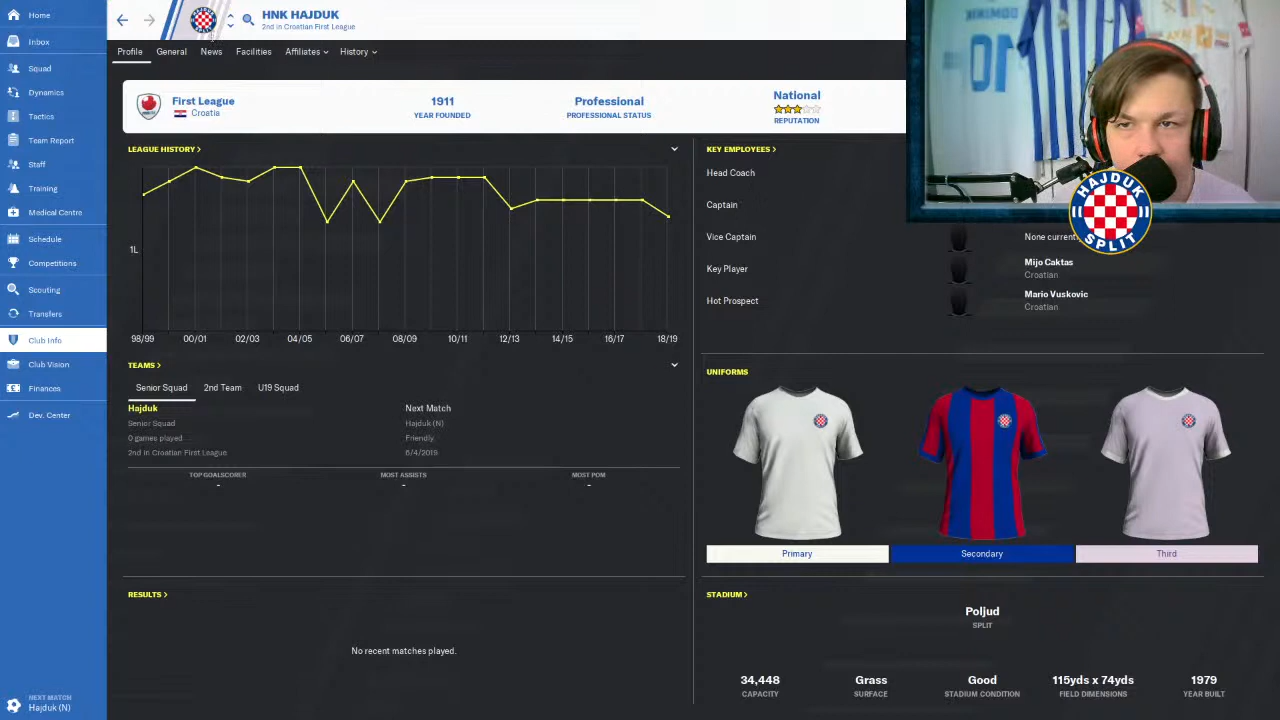 Home
Inbox
Squad
Dynamics
Tactics
Team Report
Staff
Training
Medical Centre
Schedule
Competitions
Scouting
Transfers
Club Info
Club Vision
Finances
Dev. Center
NEXT MATCH
Hajduk (N)
HNK HAJDUK
2nd in Croatian First League
Profile
General
News
Facilities
Affiliates
History
First League
Croatia
1911
YEAR FOUNDED
Professional
PROFESSIONAL STATUS
National
REPUTATION
LEAGUE HISTORY >
1L
98/99 00/01 02/03 04/05 06/07 08/09 10/11 12/13 14/15 16/17 18/19
TEAMS >
Senior Squad 2nd Team U19 Squad
Hajduk
Senior Squad
0 games played
2nd in Croatian First League
Next Match
Hajduk (N)
Friendly
6/4/2019
TOP GOALSCORER
-
MOST ASSISTS
-
MOST POM
-
RESULTS >
No recent matches played.
KEY EMPLOYEES >
Head Coach
Captain
Vice Captain
None current
Key Player
Mijo Caktas
Croatian
Hot Prospect
Mario Vuskovic
Croatian
UNIFORMS
Primary
Secondary
Third
STADIUM >
Poljud
SPLIT
34,448
CAPACITY
Grass
SURFACE
Good
STADIUM CONDITION
115yds x 74yds
FIELD DIMENSIONS
1979
YEAR BUILT
DOMINIK
10
HAJDUK
SPLIT